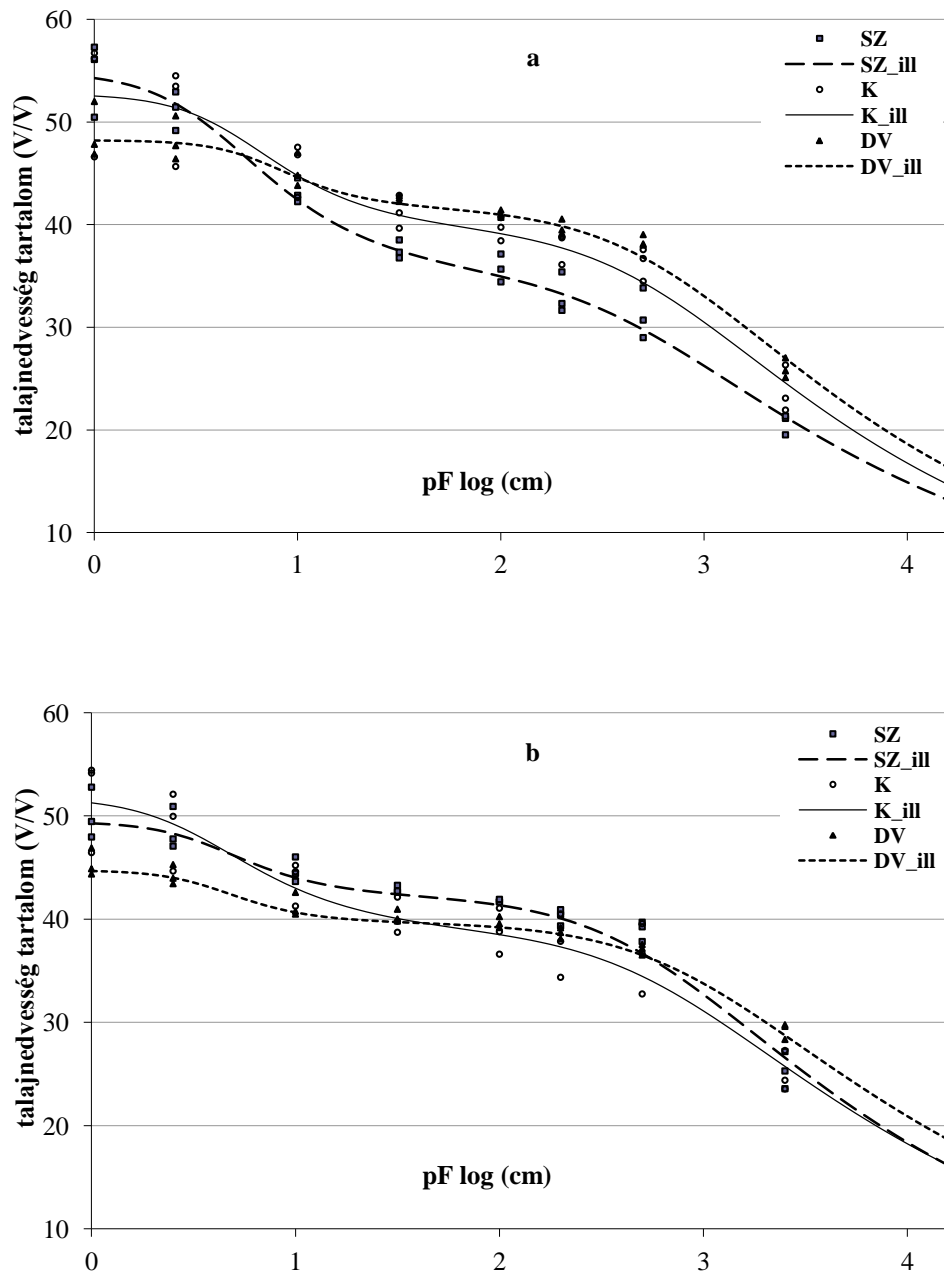 60
50
40
30
20
10
talajnedvesség tartalom (V/V)
a
SZ
SZ_ill
K
K_ill
DV
DV_ill
pF log (cm)
0 1 2 3 4
60
50
40
30
20
10
talajnedvesség tartalom (V/V)
b
SZ
SZ_ill
K
K_ill
DV
DV_ill
pF log (cm)
0 1 2 3 4